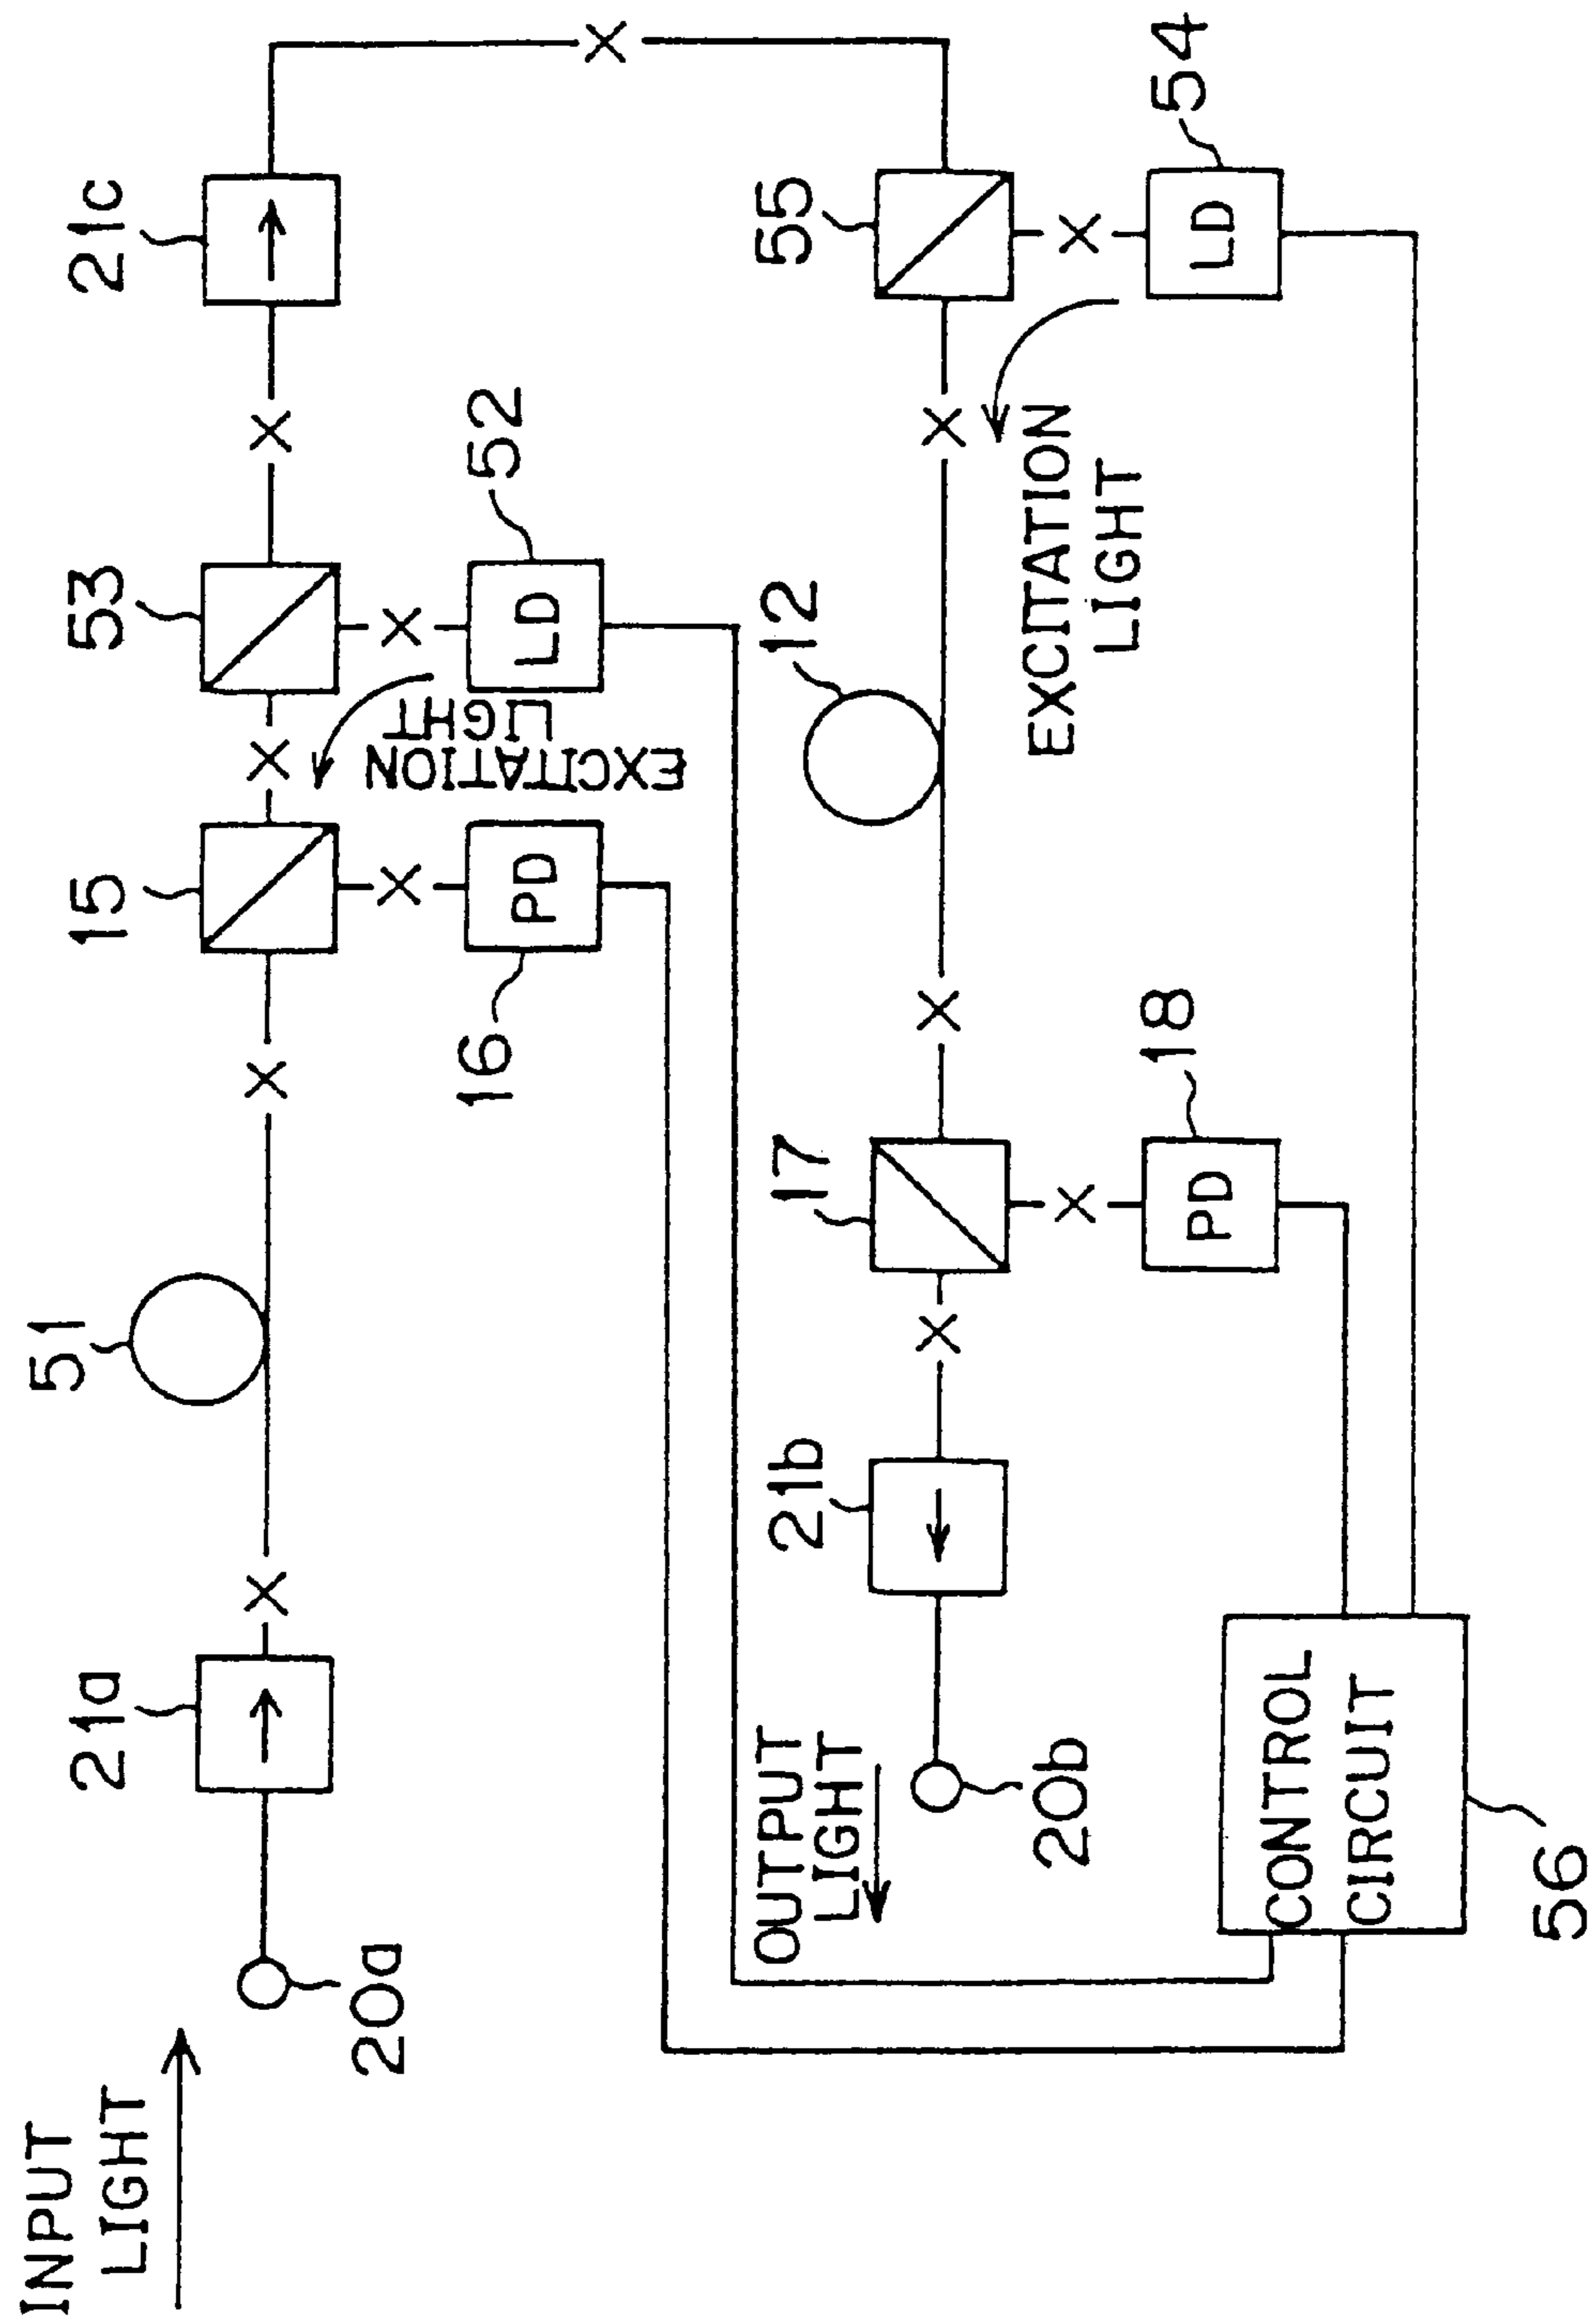 INPUT
LIGHT
20a
21a
51
15
53
21c
16
PD
EXCITATION
LIGHT
LD
52
OUTPUT
LIGHT
20b
21b
17
12
55
PD
18
EXCITATION
LIGHT
LD
54
CONTROL
CIRCUIT
56